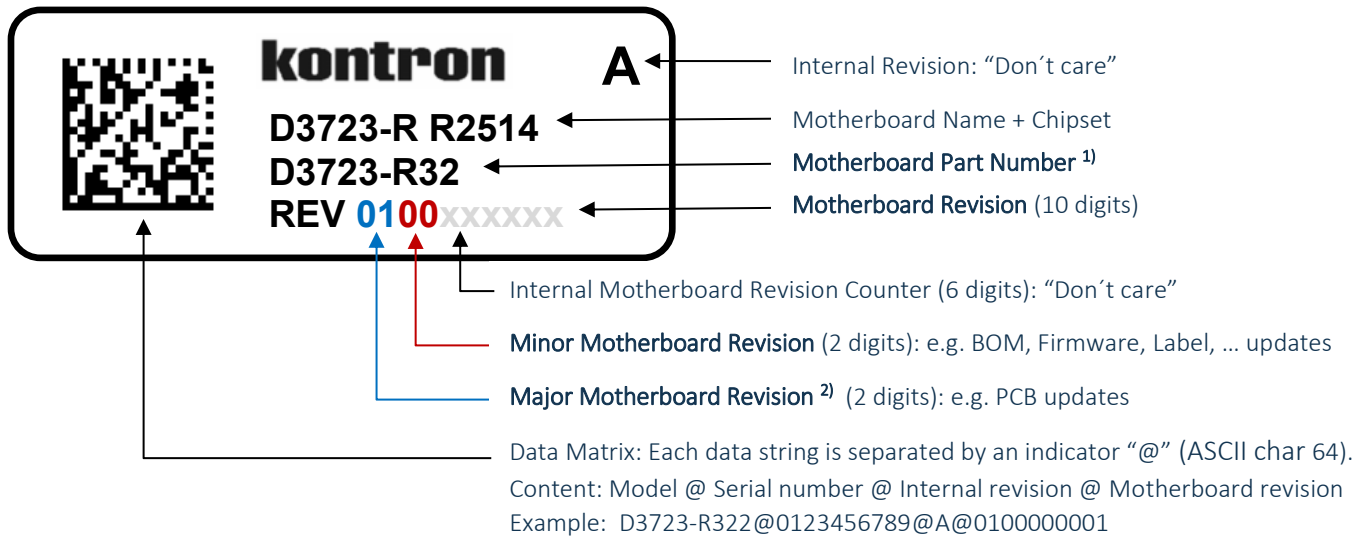 kontron
A
Internal Revision: “Don´t care”
D3723-R R2514
Motherboard Name + Chipset
D3723-R32
Motherboard Part Number 1)
REV 0100xxxxxx
Motherboard Revision (10 digits)
Internal Motherboard Revision Counter (6 digits): “Don´t care”
Minor Motherboard Revision (2 digits): e.g. BOM, Firmware, Label, ... updates
Major Motherboard Revision 2) (2 digits): e.g. PCB updates
Data Matrix: Each data string is separated by an indicator “@” (ASCII char 64).
Content: Model @ Serial number @ Internal revision @ Motherboard revision
Example: D3723-R322@0123456789@A@0100000001